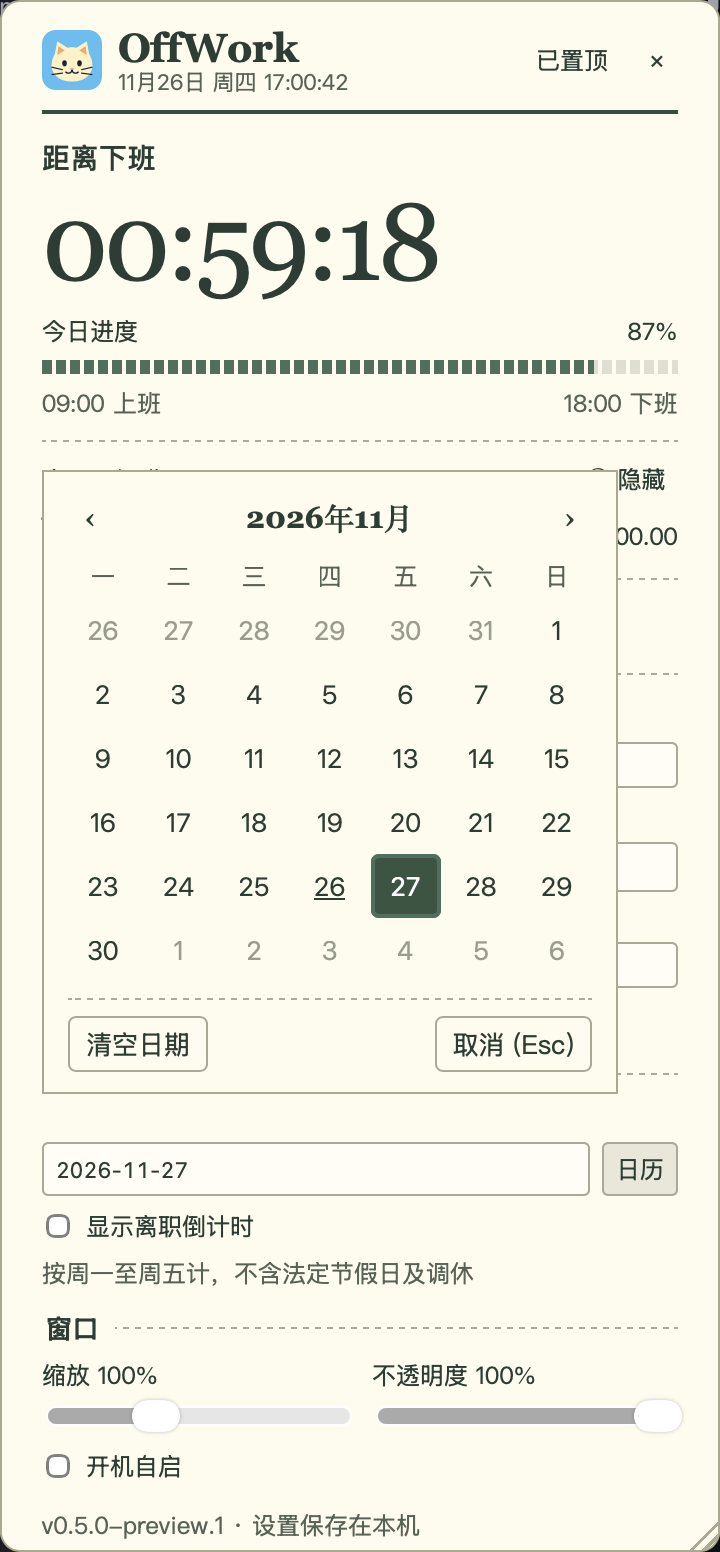 OffWork
11月26日 周四 17:00:42
已置顶 ×
距离下班
00:59:18
今日进度 87%
09:00 上班 18:00 下班
隐藏
00.00
‹ 2026年11月 ›
一 二 三 四 五 六 日
26 27 28 29 30 31 1
2 3 4 5 6 7 8
9 10 11 12 13 14 15
16 17 18 19 20 21 22
23 24 25 26 27 28 29
30 1 2 3 4 5 6
清空日期 取消 (Esc)
2026-11-27 日历
显示离职倒计时
按周一至周五计，不含法定节假日及调休
窗口
缩放 100% 不透明度 100%
开机自启
v0.5.0–preview.1 · 设置保存在本机